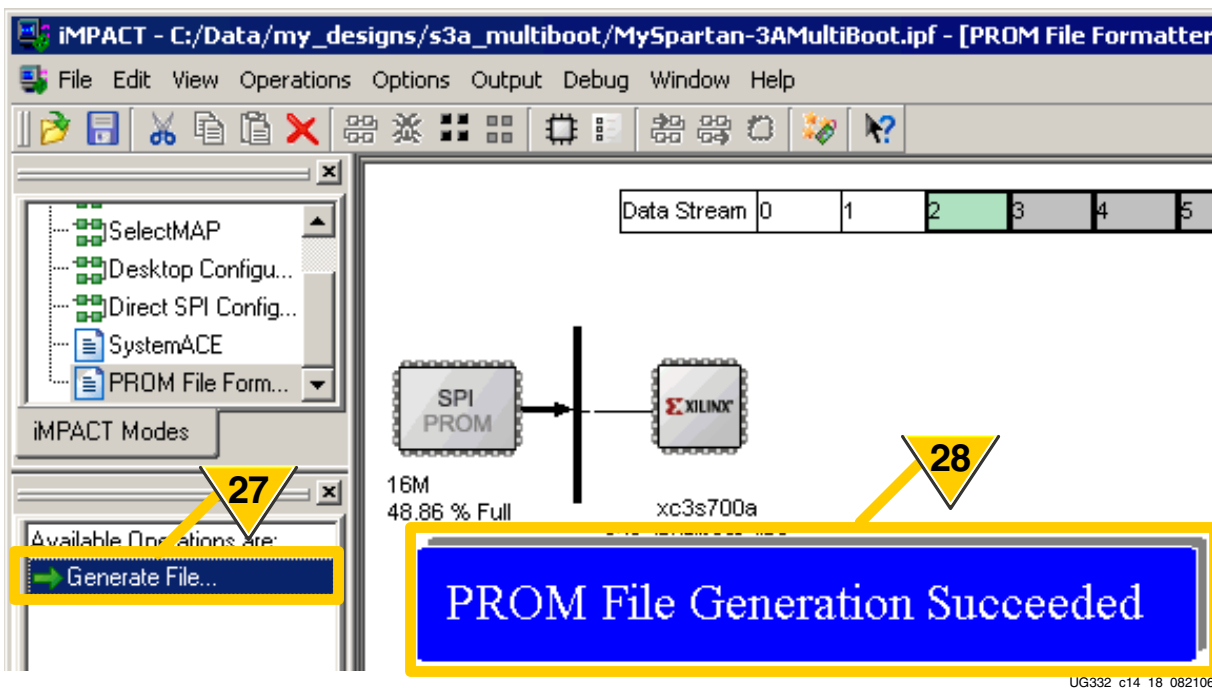 iMPACT - C:/Data/my_designs/s3a_multiboot/MySpartan-3AMultiBoot.ipf - [PROM File Formatter
File Edit View Operations Options Output Debug Window Help
Data Stream 0 1 2 3 4 5
SelectMAP
Desktop Configu...
Direct SPI Config...
SystemACE
PROM File Form...
iMPACT Modes
SPI
PROM
XILINX
16M
48.86 % Full
xc3s700a
27
28
Available Operations are:
Generate File...
PROM File Generation Succeeded
UG332_c14_18_082106